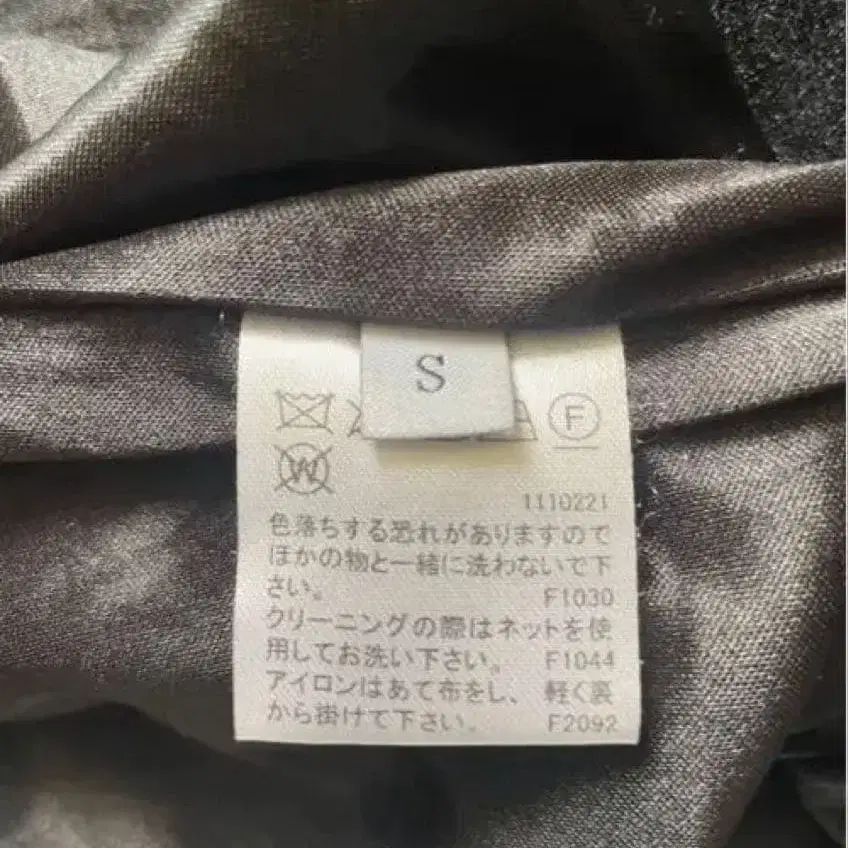 S
F
W
1110221
色落ちする恐れがありますので
ほかの物と一緒に洗わないで下
さい。 F1030
クリーニングの際はネットを使
用してお洗い下さい。 F1044
アイロンはあて布をし、軽く裏
から掛けて下さい。 F2092